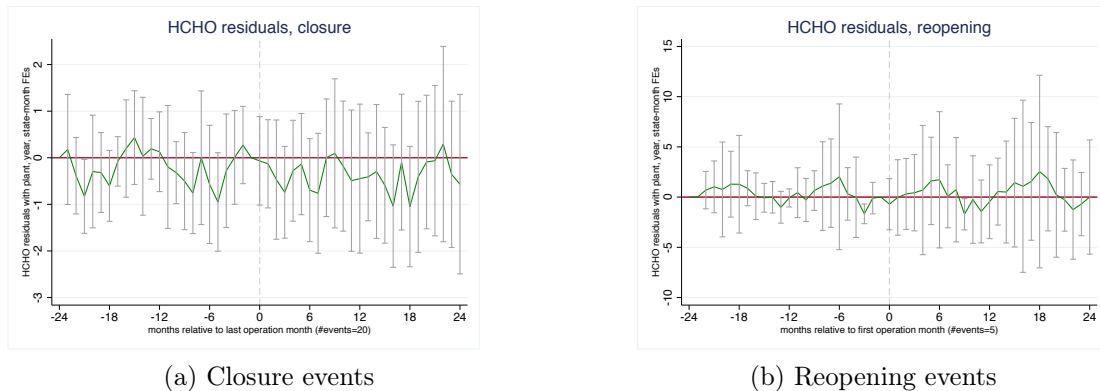 HCHO residuals, closure
HCHO residuals with plant, year, state-month FEs
2
1
0
-1
-2
-3
-24 -18 -12 -6 0 6 12 18 24
months relative to last operation month (#events=20)
(a) Closure events
HCHO residuals, reopening
HCHO residuals with plant, year, state-month FEs
15
10
5
0
-5
-10
-24 -18 -12 -6 0 6 12 18 24
months relative to first operation month (#events=5)
(b) Reopening events